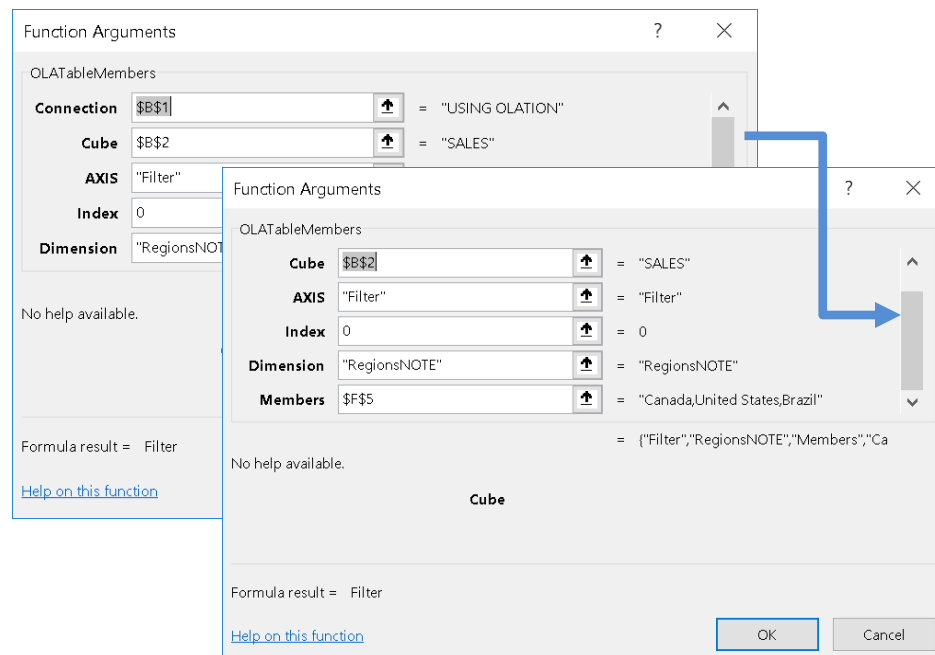 Function Arguments ? ×
OLATableMembers
Connection $B$1 = "USING OLATION"
Cube $B$2 = "SALES"
AXIS "Filter"
Index 0
Dimension "RegionsNOT
No help available.
Formula result = Filter
Help on this function
Function Arguments ? ×
OLATableMembers
Cube $B$2 = "SALES"
AXIS "Filter" = "Filter"
Index 0 = 0
Dimension "RegionsNOTE" = "RegionsNOTE"
Members $F$5 = "Canada,United States,Brazil"
= {"Filter","RegionsNOTE","Members","Ca
No help available.
Cube
Formula result = Filter
Help on this function
OK Cancel